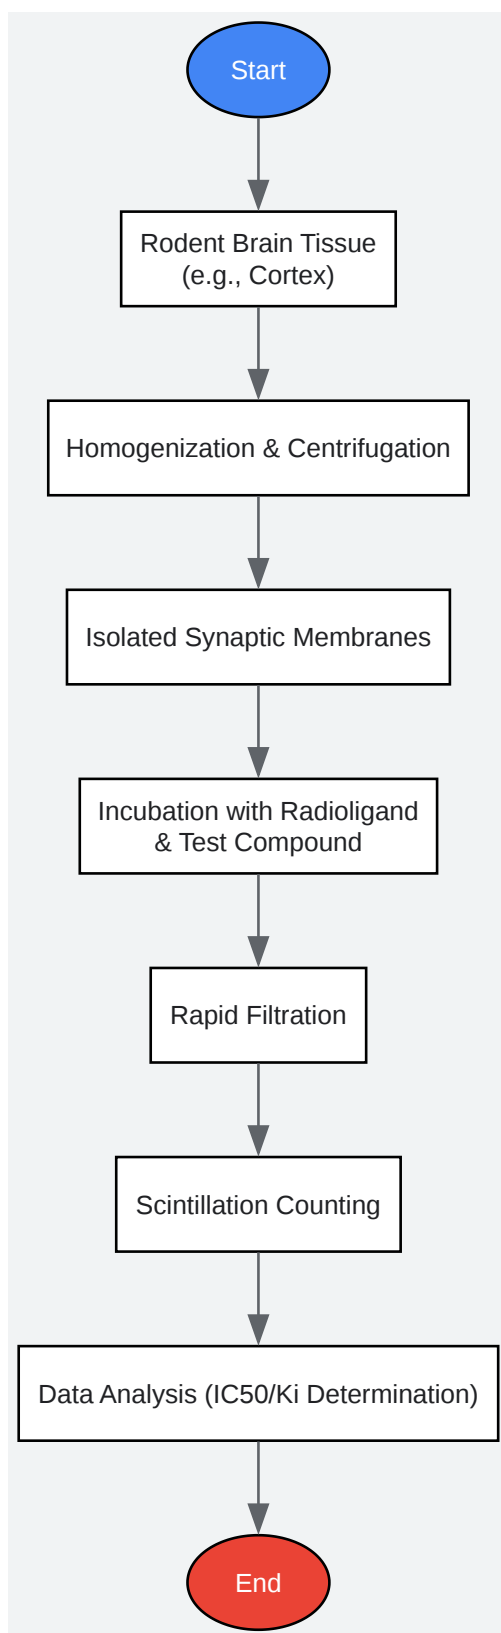 Start
Rodent Brain Tissue
(e.g., Cortex)
Homogenization & Centrifugation
Isolated Synaptic Membranes
Incubation with Radioligand
& Test Compound
Rapid Filtration
Scintillation Counting
Data Analysis (IC50/Ki Determination)
End